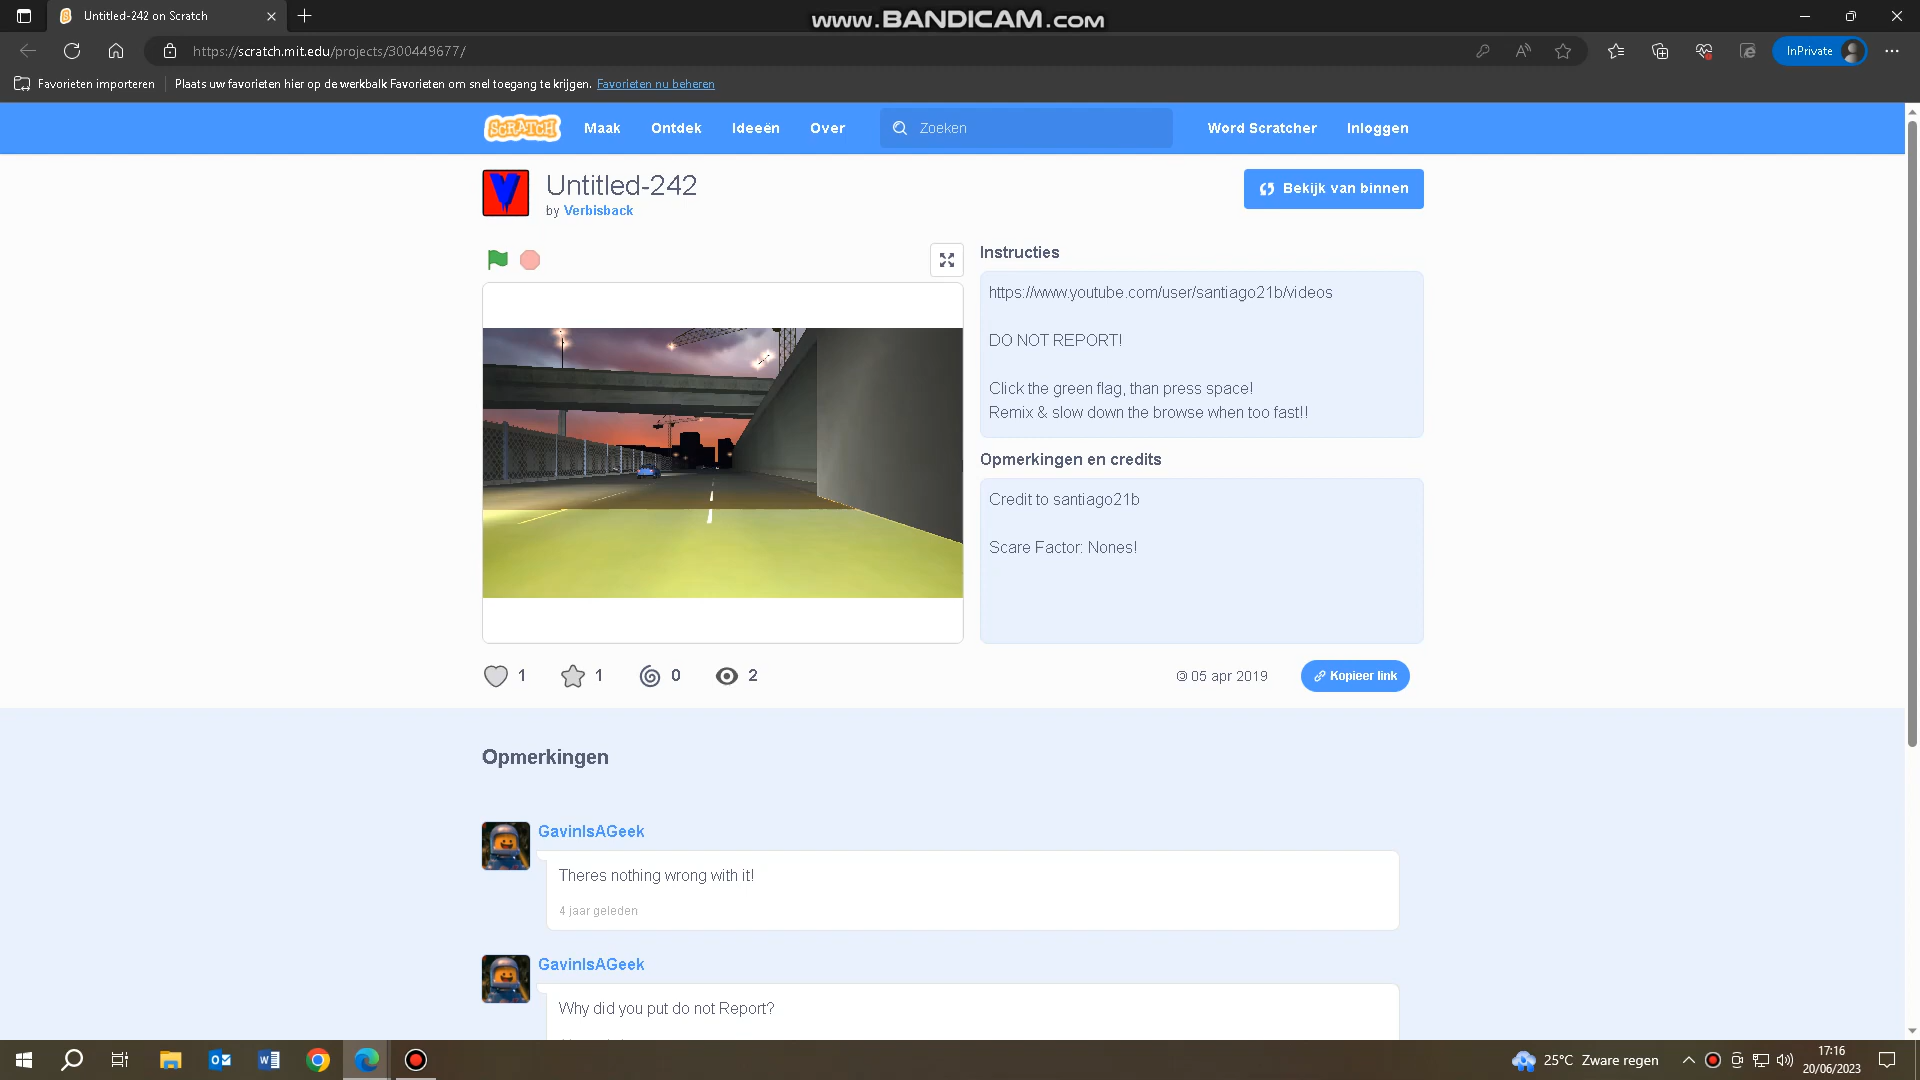 Untitled-242 on Scratch
www.BANDICAM.com
https://scratch.mit.edu/projects/300449677/
InPrivate
Favorieten importeren
Plaats uw favorieten hier op de werkbalk Favorieten om snel toegang te krijgen. Favorieten nu beheren
SCRATCH
Maak
Ontdek
Ideeën
Over
Zoeken
Word Scratcher
Inloggen
Untitled-242
by Verbisback
Bekijk van binnen
Instructies
https://www.youtube.com/user/santiago21b/videos
DO NOT REPORT!
Click the green flag, than press space!
Remix & slow down the browse when too fast!!
Opmerkingen en credits
Credit to santiago21b
Scare Factor: Nones!
1
1
0
2
© 05 apr 2019
Kopieer link
Opmerkingen
GavinIsAGeek
Theres nothing wrong with it!
4 jaar geleden
GavinIsAGeek
Why did you put do not Report?
25°C Zware regen
17:16
20/06/2023